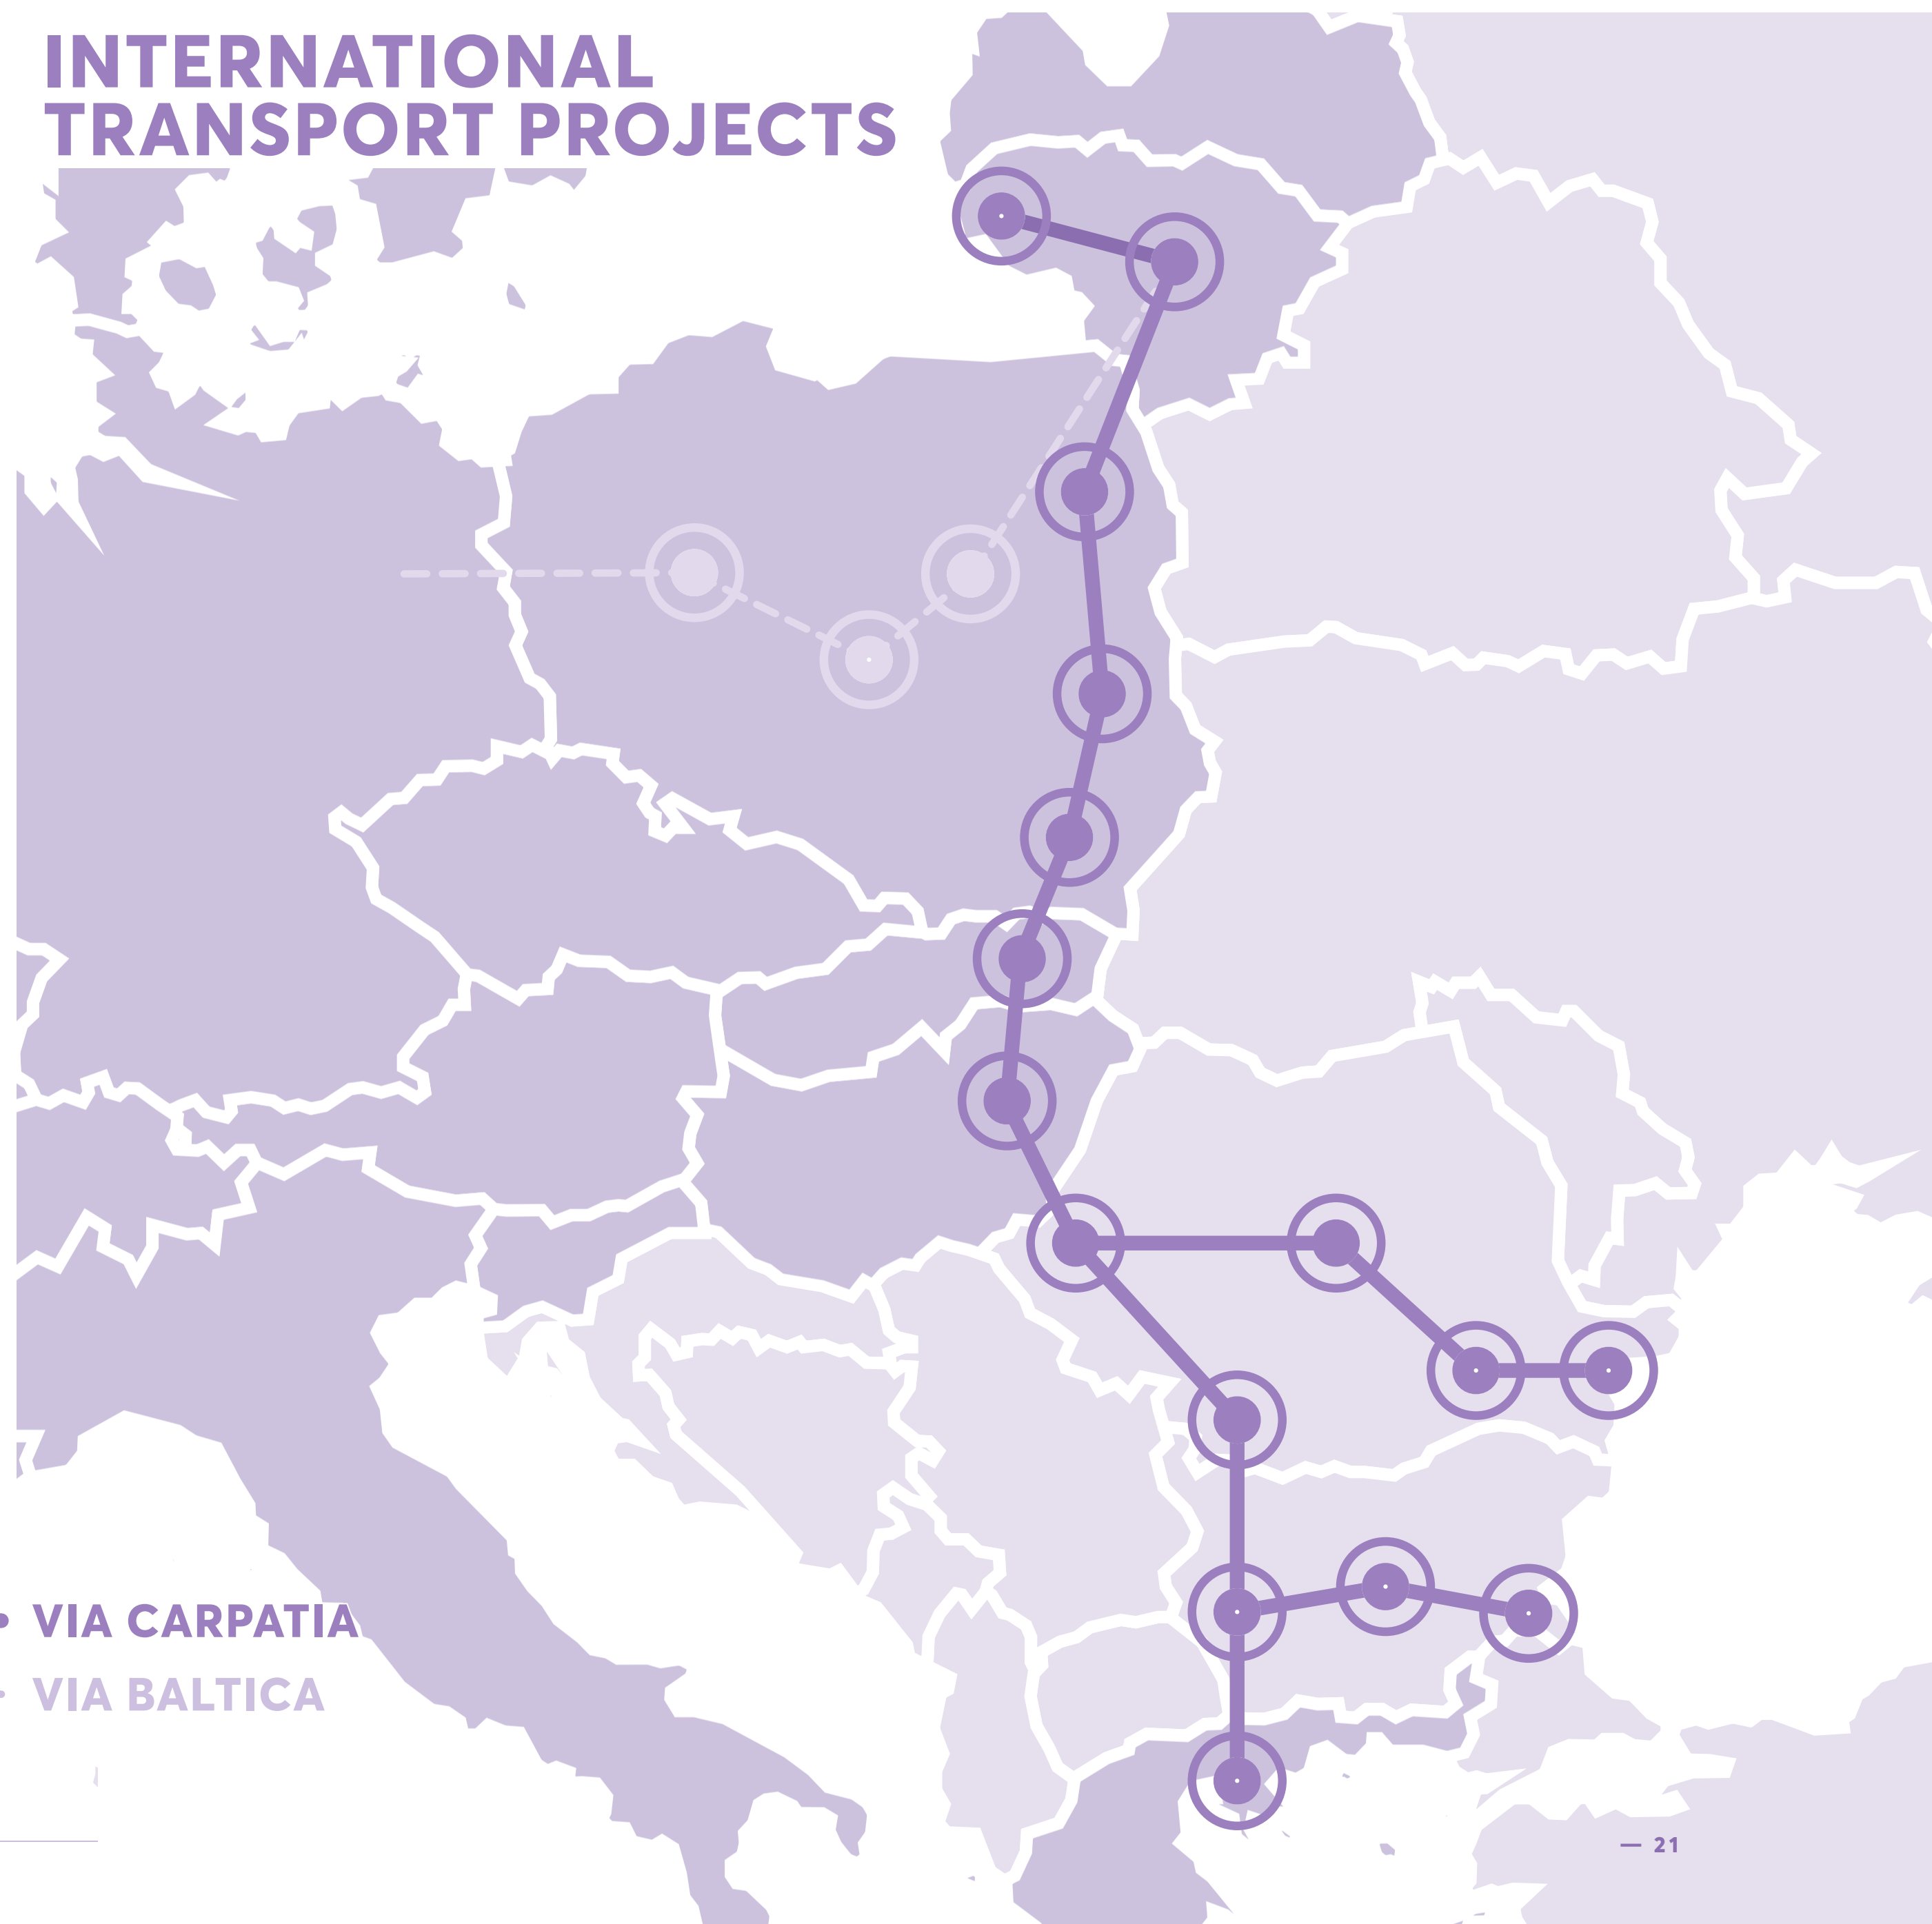 INTERNATIONAL
TRANSPORT PROJECTS
VIA CARPATIA
VIA BALTICA
— 21